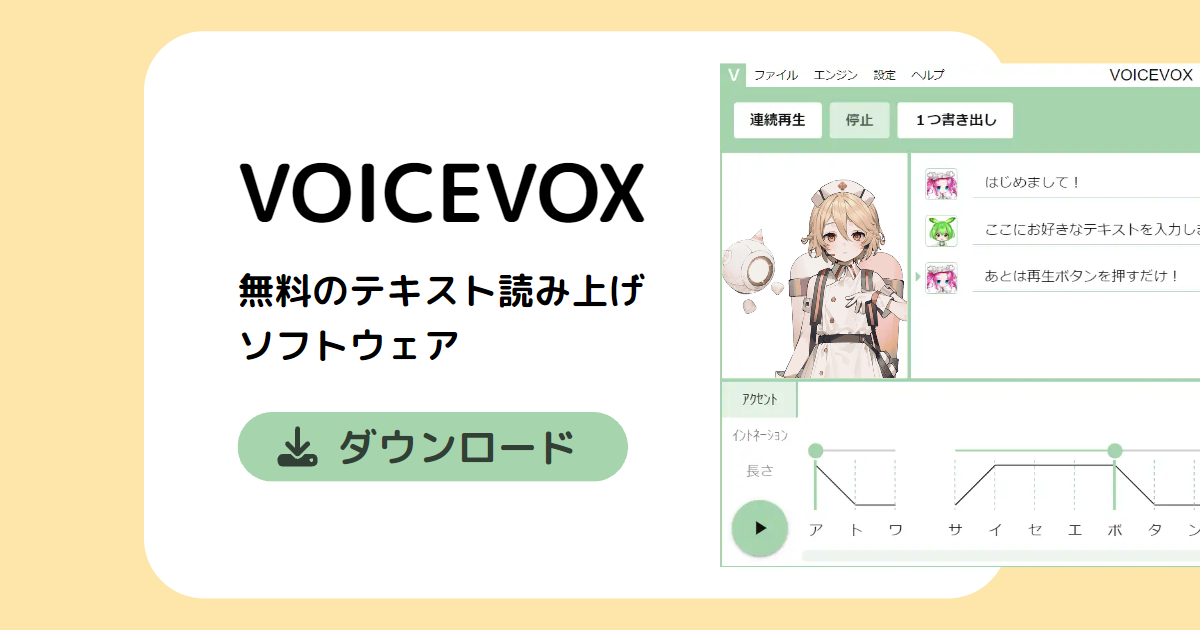 VOICEVOX
無料のテキスト読み上げ
ソフトウェア
ダウンロード
V ファイル エンジン 設定 ヘルプ VOICEVOX
連続再生 停止 1つ書き出し
はじめまして！
ここにお好きなテキストを入力し
あとは再生ボタンを押すだけ！
アクセント
イントネーション
長さ
ア ト ワ サ イ セ エ ボ タ ン